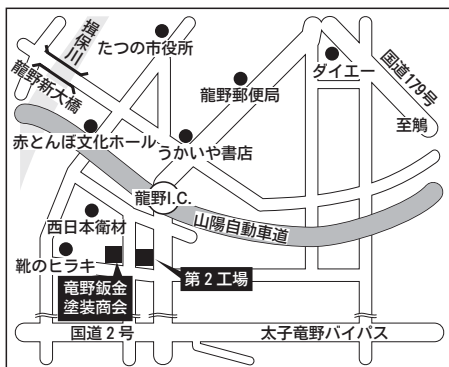 揖保川
たつの市役所
龍野新大橋
ダイエー
国道179号
龍野郵便局
至鵤
赤とんぼ文化ホール
うかいや書店
龍野I.C.
西日本衛材
山陽自動車道
靴のヒラキ
第2工場
竜野鈑金
塗装商会
国道2号
太子竜野バイパス